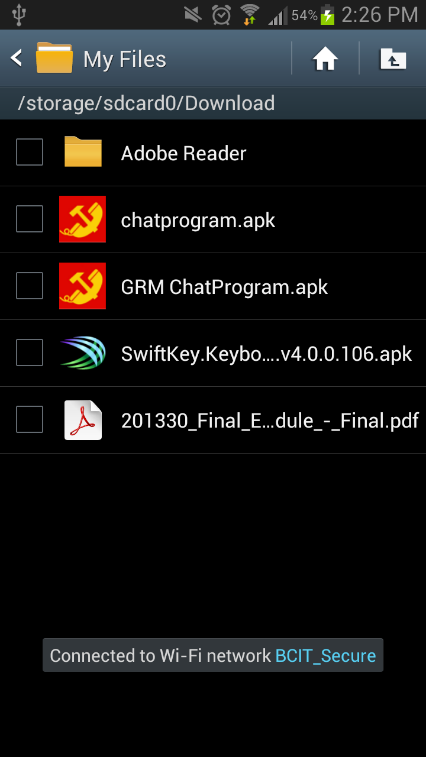 54% 2:26 PM
My Files
/storage/sdcard0/Download
Adobe Reader
chatprogram.apk
GRM ChatProgram.apk
SwiftKey.Keybo....v4.0.0.106.apk
201330_Final_E...dule_-_Final.pdf
Connected to Wi-Fi network BCIT_Secure